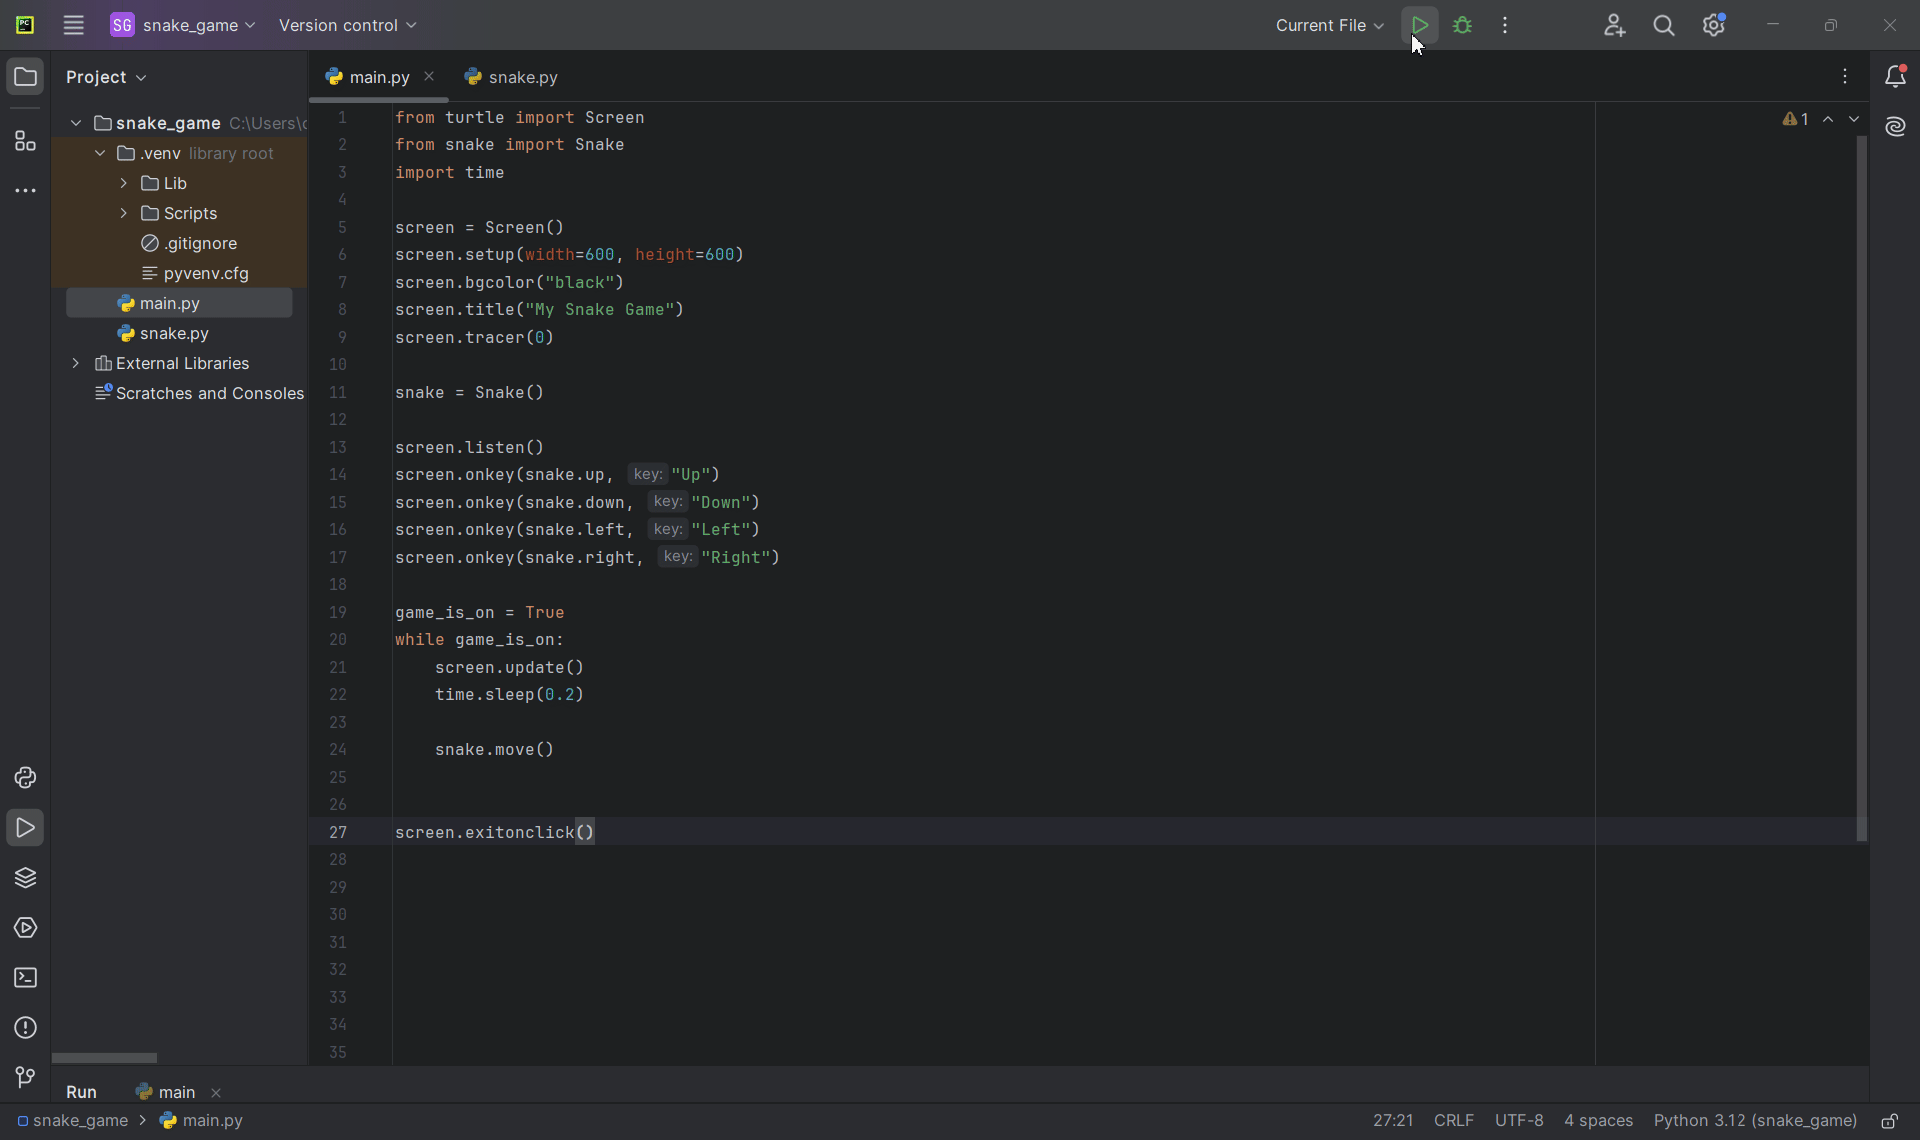 PC
SG snake_game Version control Current File
Project
main.py snake.py
snake_game C:\Users\
.venv library root
Lib
Scripts
.gitignore
pyvenv.cfg
main.py
snake.py
External Libraries
Scratches and Consoles
1
1 from turtle import Screen
2 from snake import Snake
3 import time
4
5 screen = Screen()
6 screen.setup(width=600, height=600)
7 screen.bgcolor("black")
8 screen.title("My Snake Game")
9 screen.tracer(0)
10
11 snake = Snake()
12
13 screen.listen()
14 screen.onkey(snake.up, key: "Up")
15 screen.onkey(snake.down, key: "Down")
16 screen.onkey(snake.left, key: "Left")
17 screen.onkey(snake.right, key: "Right")
18
19 game_is_on = True
20 while game_is_on:
21 screen.update()
22 time.sleep(0.2)
23
24 snake.move()
25
26
27 screen.exitonclick()
28
29
30
31
32
33
34
35
Run main
snake_game > main.py 27:21 CRLF UTF-8 4 spaces Python 3.12 (snake_game)